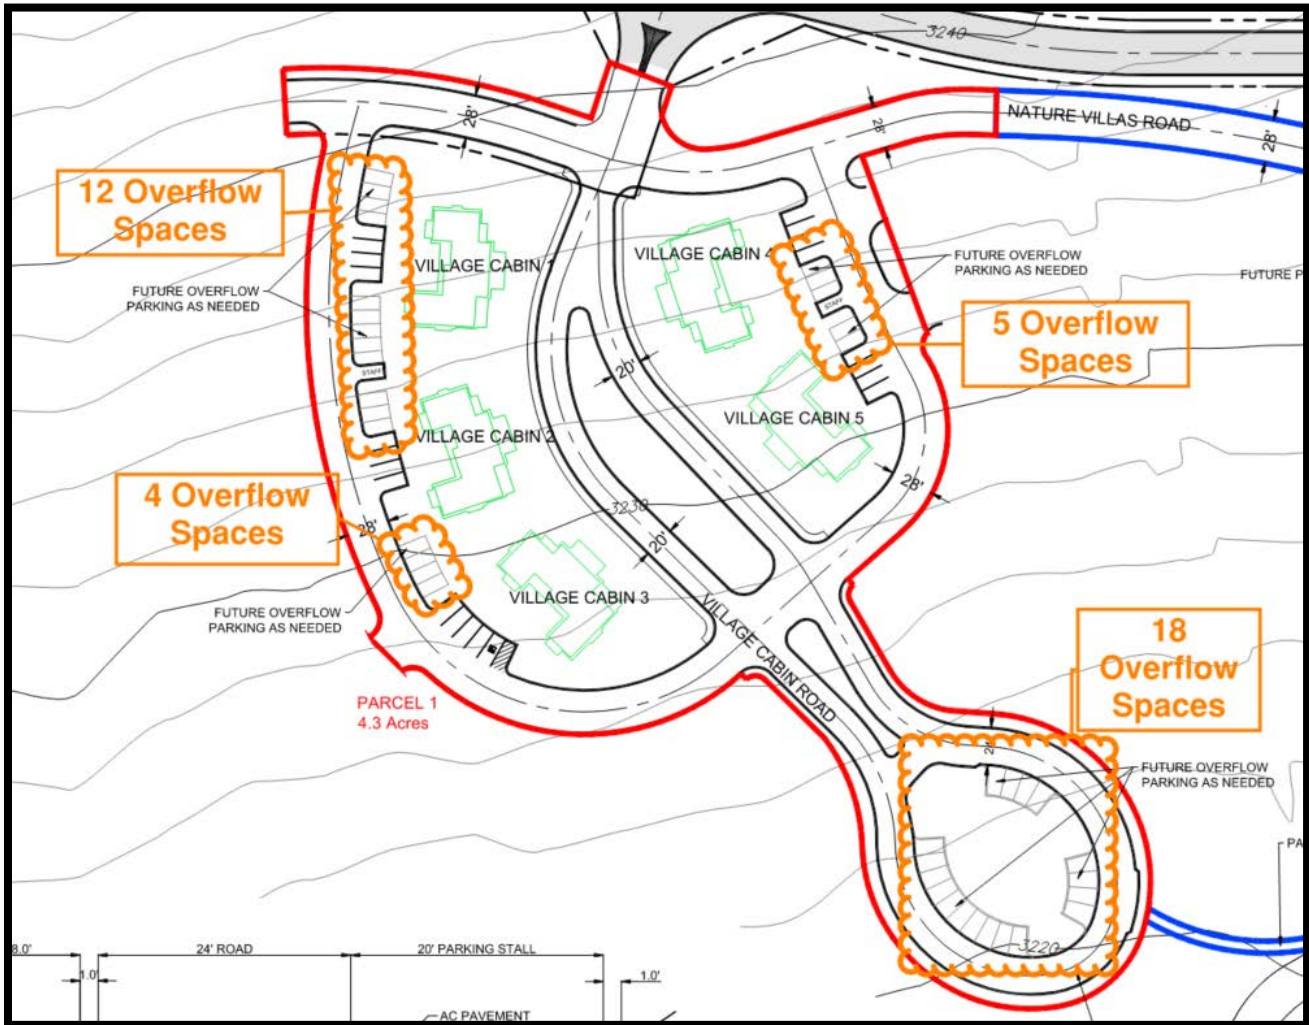 3240
NATURE VILLAS ROAD
28'
28'
28'
12 Overflow
Spaces
VILLAGE CABIN 1
VILLAGE CABIN 4
FUTURE OVERFLOW
PARKING AS NEEDED
FUTURE P
FUTURE OVERFLOW
PARKING AS NEEDED
STAFF
5 Overflow
Spaces
20'
STAFF
VILLAGE CABIN 2
VILLAGE CABIN 5
4 Overflow
Spaces
28'
3230
28'
20'
VILLAGE CABIN 3
FUTURE OVERFLOW
PARKING AS NEEDED
VILLAGE CABIN ROAD
18
Overflow
Spaces
PARCEL 1
4.3 Acres
FUTURE OVERFLOW
PARKING AS NEEDED
PA
3220
8.0'
24' ROAD
20' PARKING STALL
1.0'
1.0'
AC PAVEMENT